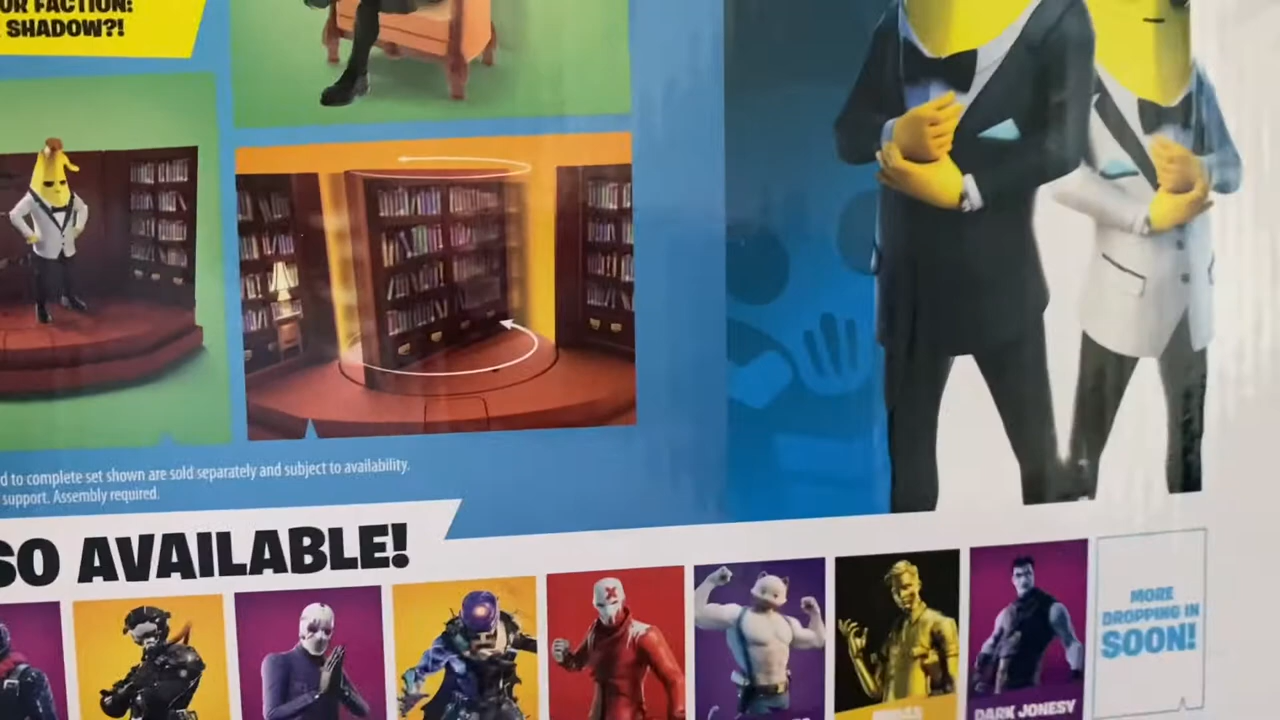 OUR FACTION:
SHADOW?!
d to complete set shown are sold separately and subject to availability.
support. Assembly required.
SO AVAILABLE!
DARK JONESY
MORE
DROPPING IN
SOON!